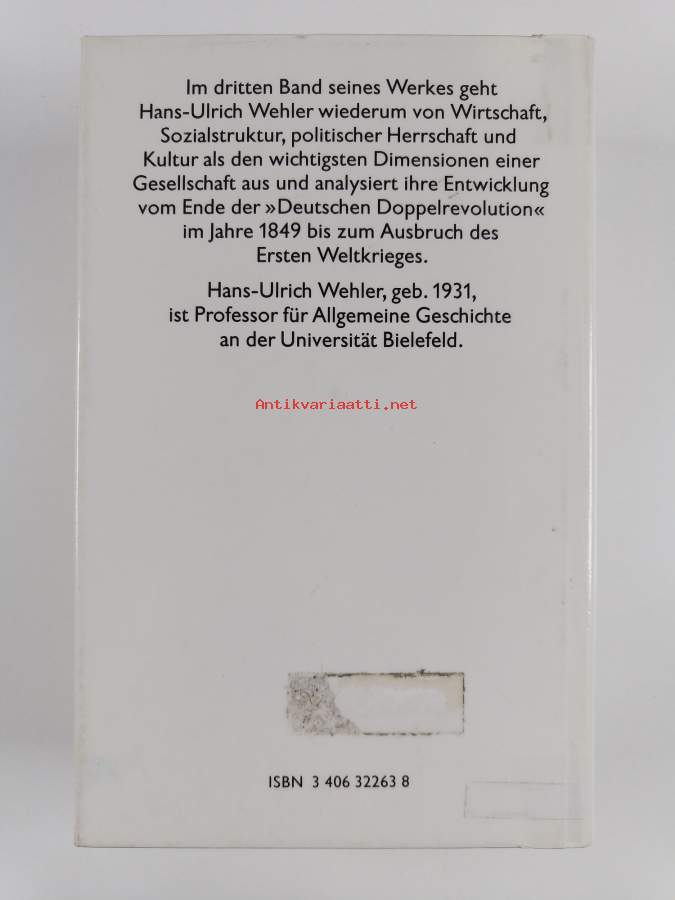 Im dritten Band seines Werkes geht
Hans-Ulrich Wehler wiederum von Wirtschaft,
Sozialstruktur, politischer Herrschaft und
Kultur als den wichtigsten Dimensionen einer
Gesellschaft aus und analysiert ihre Entwicklung
vom Ende der »Deutschen Doppelrevolution«
im Jahre 1849 bis zum Ausbruch des
Ersten Weltkrieges.
Hans-Ulrich Wehler, geb. 1931,
ist Professor für Allgemeine Geschichte
an der Universität Bielefeld.
Antikvariaatti.net
ISBN 3 406 32263 8